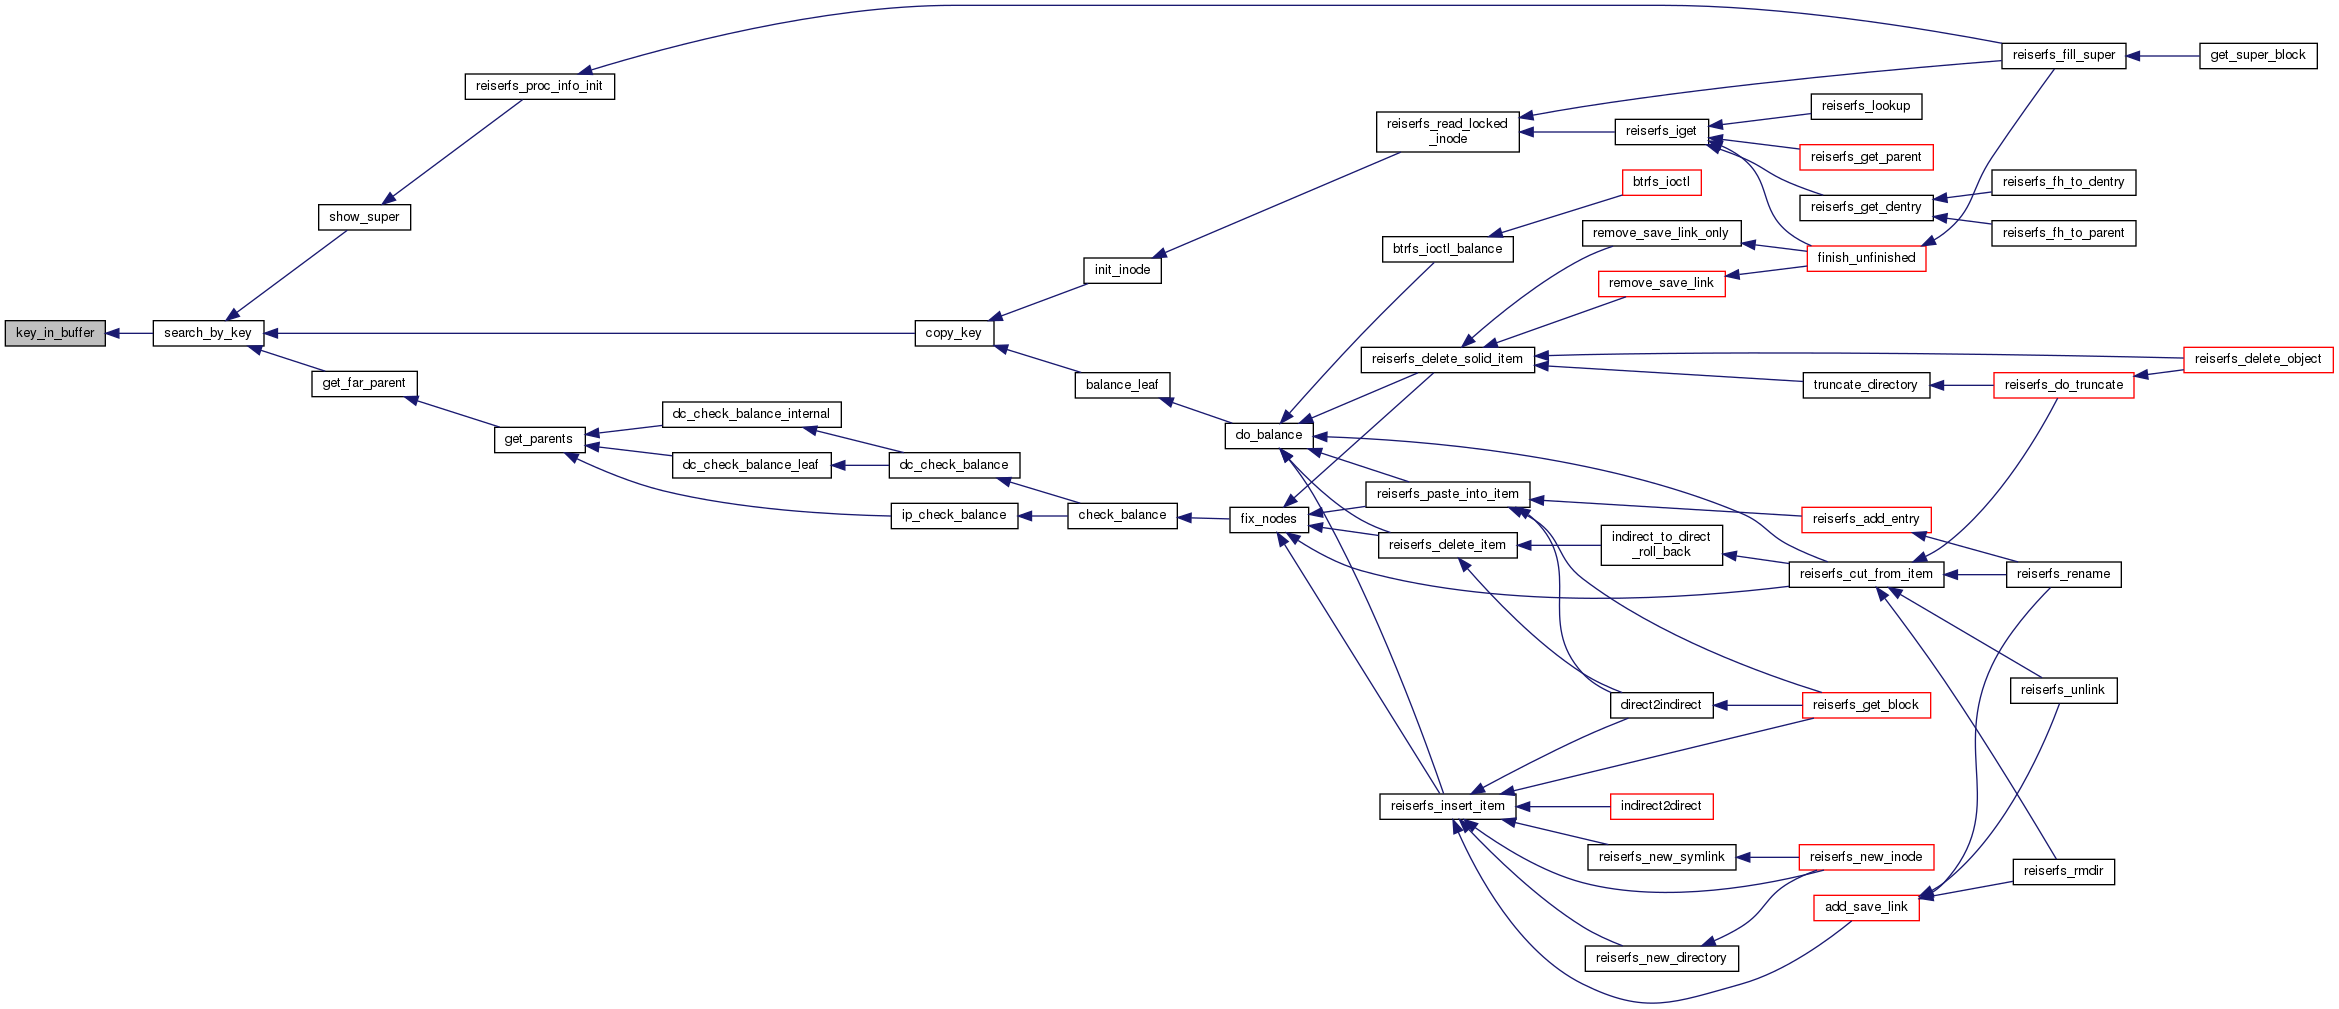 key_in_buffer
search_by_key
show_super
reiserfs_proc_info_init
get_far_parent
get_parents
dc_check_balance_internal
dc_check_balance_leaf
dc_check_balance
ip_check_balance
check_balance
copy_key
init_inode
balance_leaf
do_balance
fix_nodes
reiserfs_read_locked
_inode
btrfs_ioctl_balance
reiserfs_delete_solid_item
reiserfs_paste_into_item
reiserfs_delete_item
reiserfs_insert_item
reiserfs_iget
btrfs_ioctl
remove_save_link_only
remove_save_link
indirect_to_direct
_roll_back
direct2indirect
indirect2direct
reiserfs_new_symlink
reiserfs_new_directory
reiserfs_lookup
reiserfs_get_parent
reiserfs_get_dentry
finish_unfinished
truncate_directory
reiserfs_add_entry
reiserfs_cut_from_item
reiserfs_get_block
reiserfs_new_inode
add_save_link
reiserfs_fill_super
reiserfs_fh_to_dentry
reiserfs_fh_to_parent
reiserfs_do_truncate
reiserfs_rename
reiserfs_unlink
reiserfs_rmdir
get_super_block
reiserfs_delete_object